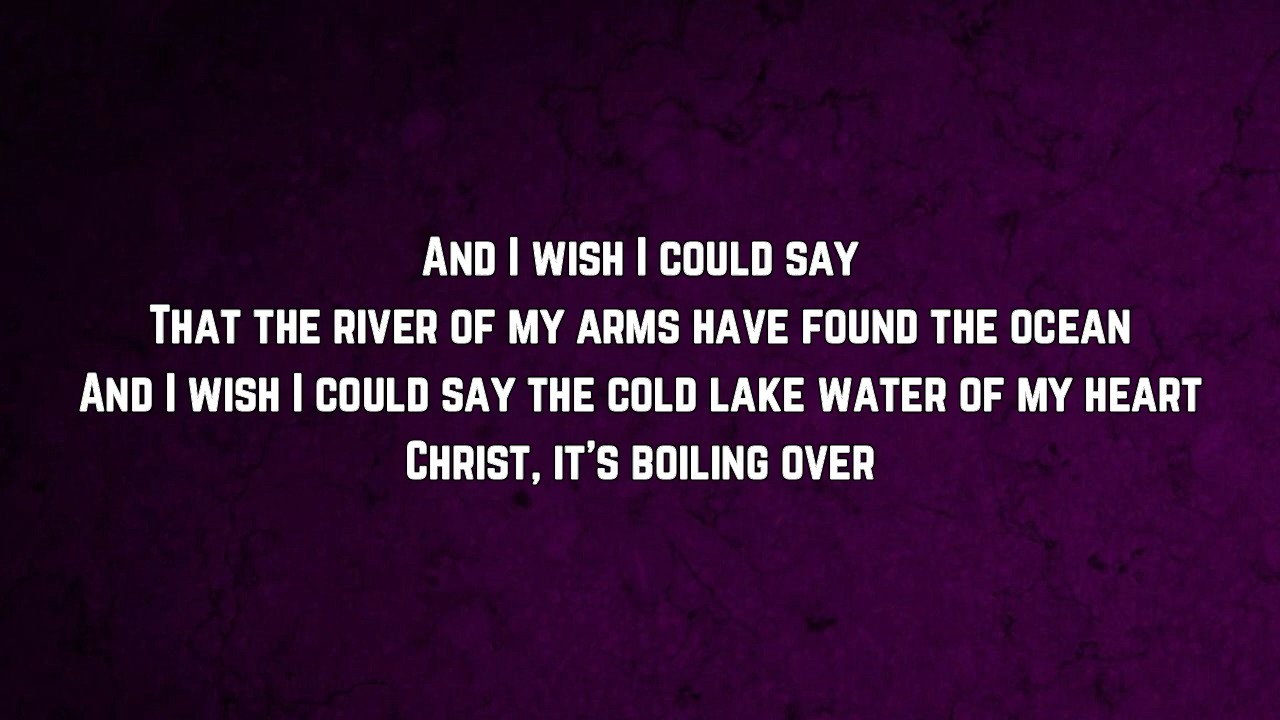 And I wish I could say
That the river of my arms have found the ocean
And I wish I could say the cold lake water of my heart
Christ, it's boiling over